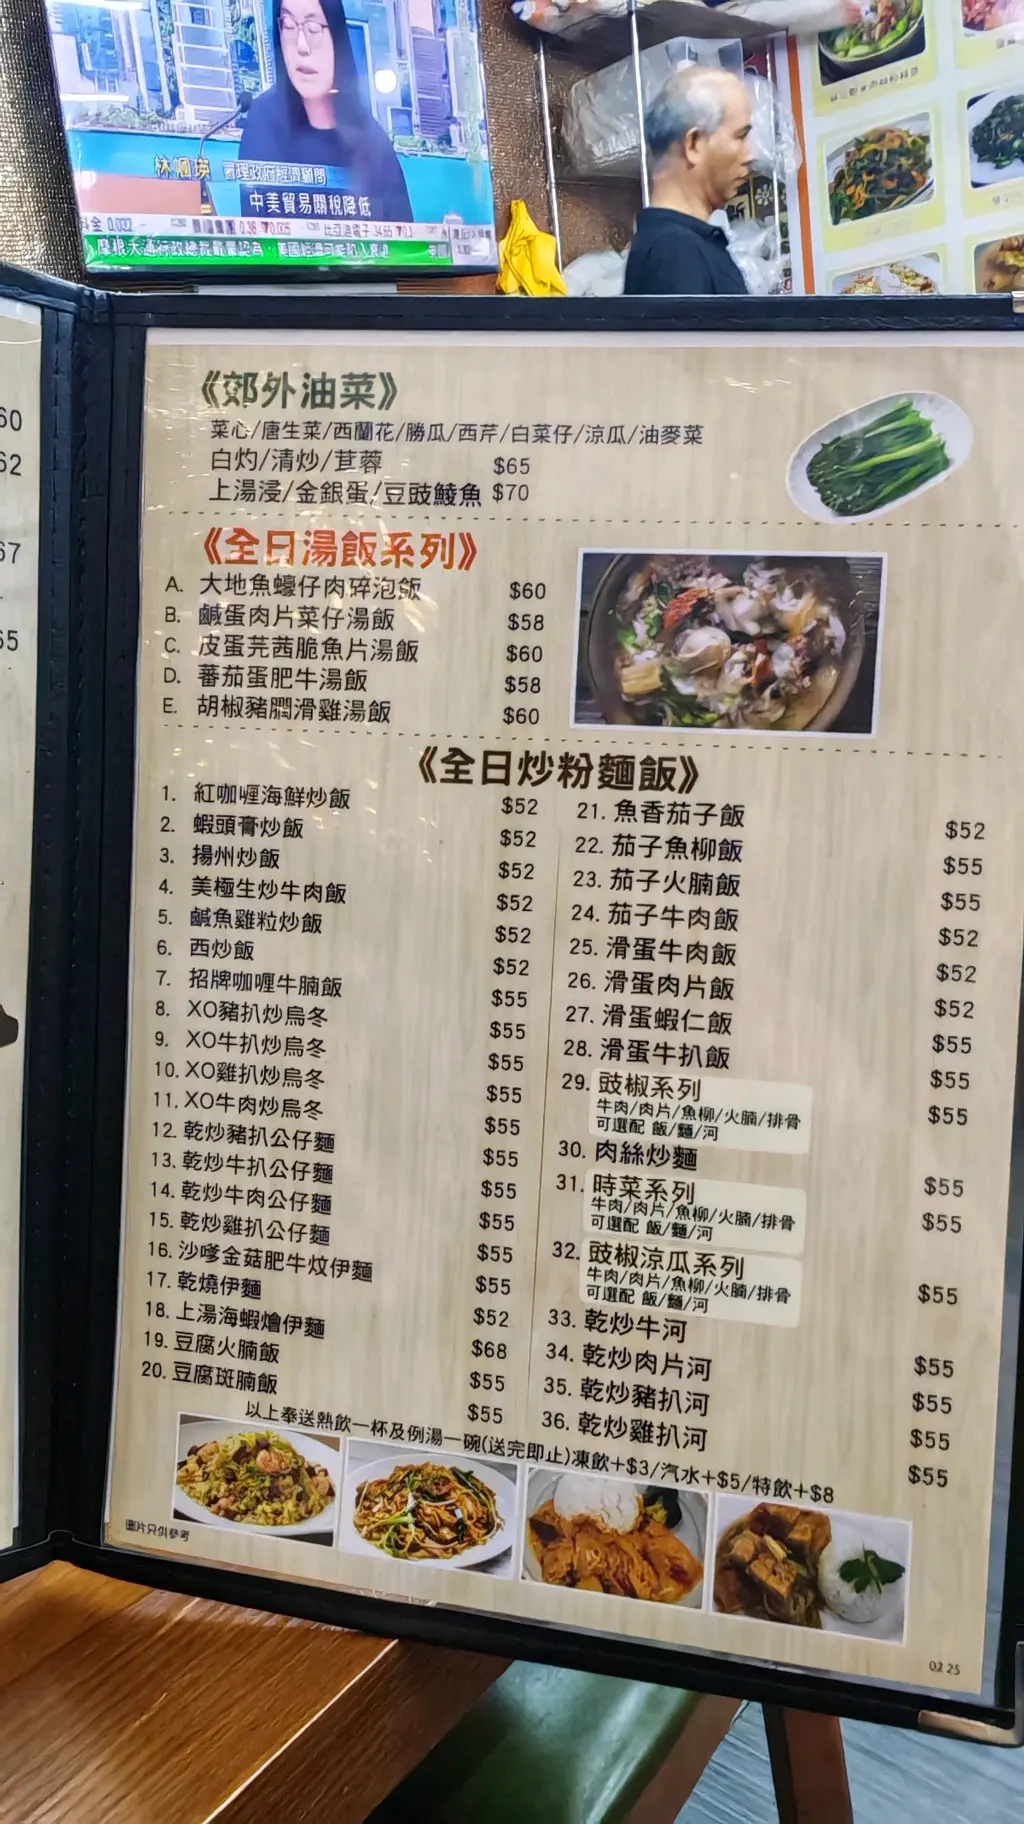 林姵瑛 署理政府經濟顧問
中美貿易關稅降低
60
62
67
65
《郊外油菜》
菜心/唐生菜/西蘭花/勝瓜/西芹/白菜仔/涼瓜/油麥菜
白灼/清炒/茸蓉 $65
上湯浸/金銀蛋/豆豉鯪魚 $70
《全日湯飯系列》
A. 大地魚蠔仔肉碎泡飯 $60
B. 鹹蛋肉片菜仔湯飯 $58
C. 皮蛋芫茜脆魚片湯飯 $60
D. 蕃茄蛋肥牛湯飯 $58
E. 胡椒豬膶滑雞湯飯 $60
《全日炒粉麵飯》
1. 紅咖喱海鮮炒飯 $52
2. 蝦頭膏炒飯 $52
3. 揚州炒飯 $52
4. 美極生炒牛肉飯 $52
5. 鹹魚雞粒炒飯 $52
6. 西炒飯 $52
7. 招牌咖喱牛腩飯 $55
8. XO豬扒炒烏冬 $55
9. XO牛扒炒烏冬 $55
10. XO雞扒炒烏冬 $55
11. XO牛肉炒烏冬 $55
12. 乾炒豬扒公仔麵 $55
13. 乾炒牛扒公仔麵 $55
14. 乾炒牛肉公仔麵 $55
15. 乾炒雞扒公仔麵 $55
16. 沙嗲金菇肥牛炆伊麵 $55
17. 乾燒伊麵 $52
18. 上湯海蝦燴伊麵 $68
19. 豆腐火腩飯 $55
20. 豆腐斑腩飯 $55
21. 魚香茄子飯 $52
22. 茄子魚柳飯 $55
23. 茄子火腩飯 $55
24. 茄子牛肉飯 $52
25. 滑蛋牛肉飯 $52
26. 滑蛋肉片飯 $52
27. 滑蛋蝦仁飯 $55
28. 滑蛋牛扒飯 $55
29. 豉椒系列 $55
牛肉/肉片/魚柳/火腩/排骨
可選配 飯/麵/河
30. 肉絲炒麵 $55
31. 時菜系列 $55
牛肉/肉片/魚柳/火腩/排骨
可選配 飯/麵/河
32. 豉椒涼瓜系列 $55
牛肉/肉片/魚柳/火腩/排骨
可選配 飯/麵/河
33. 乾炒牛河 $55
34. 乾炒肉片河 $55
35. 乾炒豬扒河 $55
36. 乾炒雞扒河 $55
以上奉送熱飲一杯及例湯一碗(送完即止)凍飲+$3/汽水+$5/特飲+$8
圖片只供參考
02 25